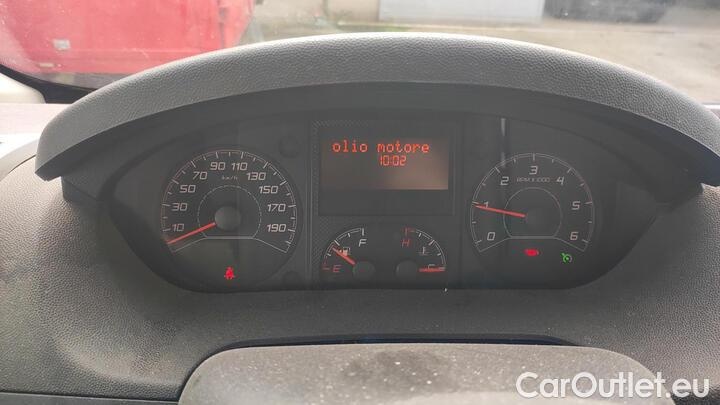 olio motore
10:02
10 30 50 70 90 110 130 150 170 190
km/h
E F
H C
0 1 2 3 4 5 6
RPM X 1000
CarOutlet.eu